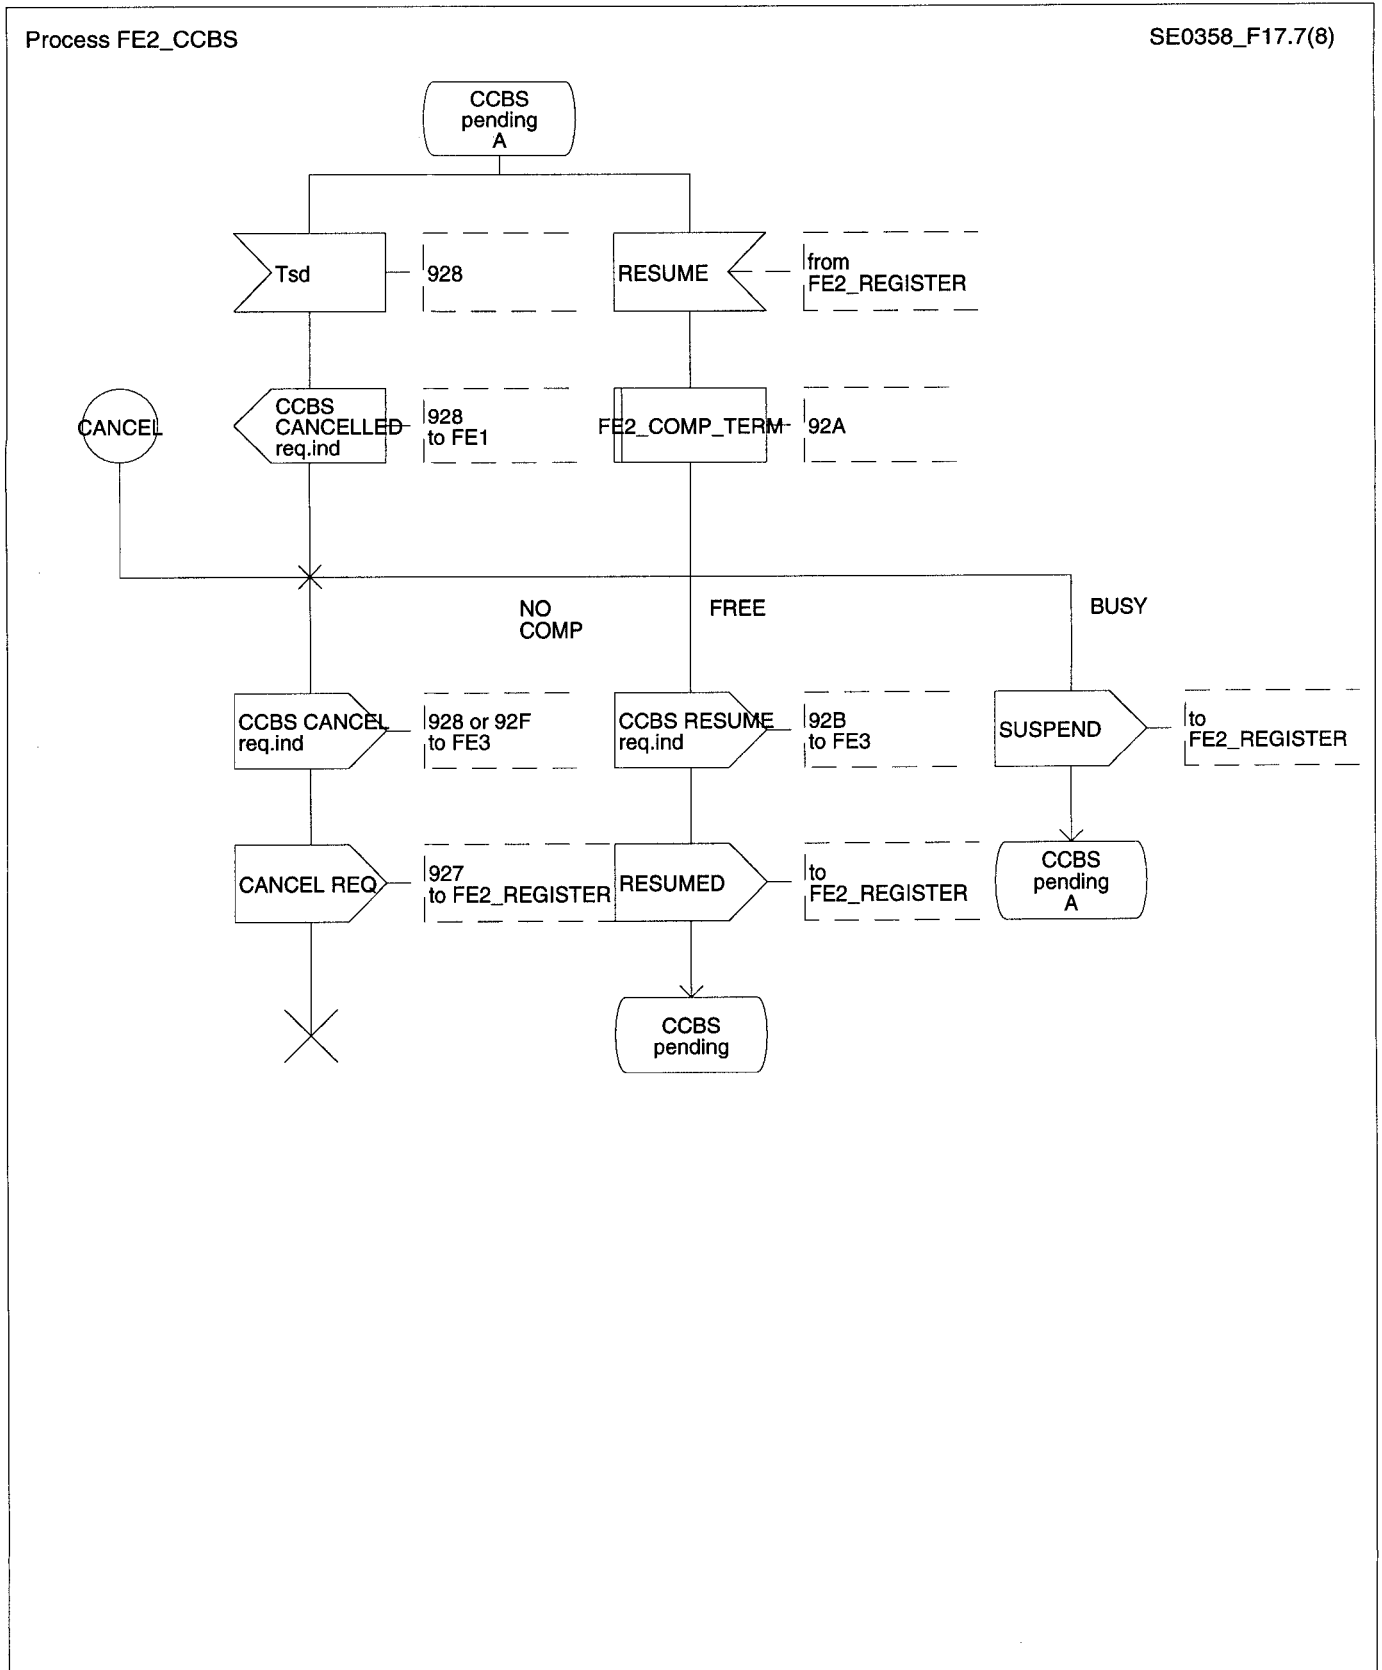 Process FE2_CCBS
SE0358_F17.7(8)
CCBS
pending
A
Tsd
928
RESUME
from
FE2_REGISTER
CANCEL
CCBS
CANCELLED
req.ind
928
to FE1
FE2_COMP_TERM
92A
NO
COMP
FREE
BUSY
CCBS CANCEL
req.ind
928 or 92F
to FE3
CCBS RESUME
req.ind
92B
to FE3
SUSPEND
to
FE2_REGISTER
CANCEL REQ
927
to FE2_REGISTER
RESUMED
to
FE2_REGISTER
CCBS
pending
A
CCBS
pending